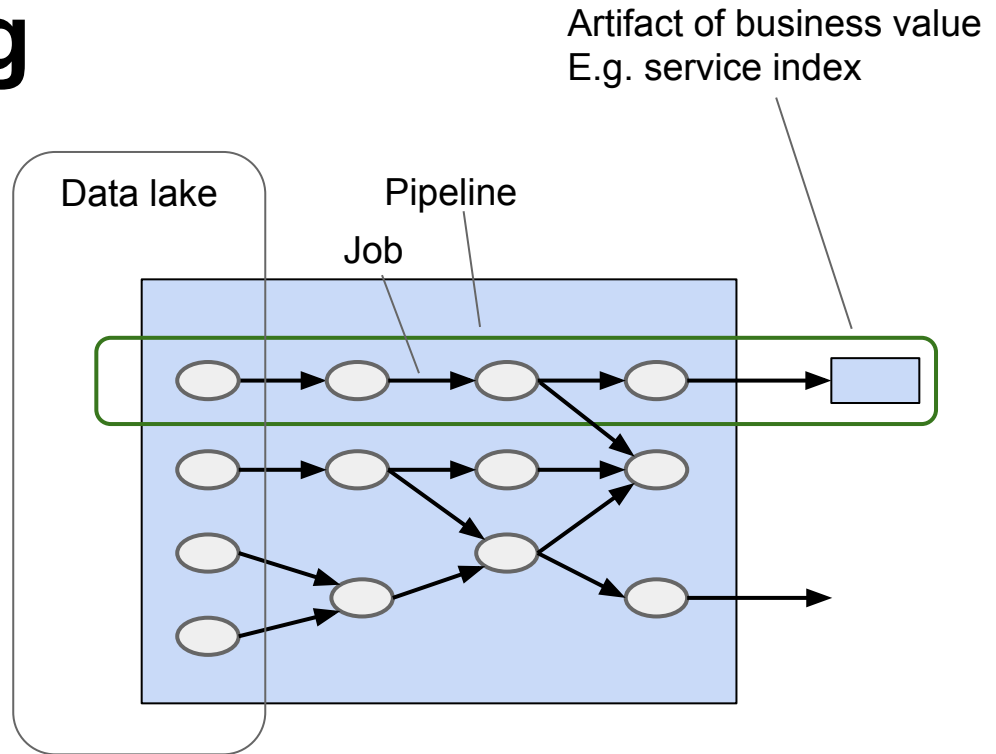 g
Artifact of business value
E.g. service index
Data lake
Pipeline
Job